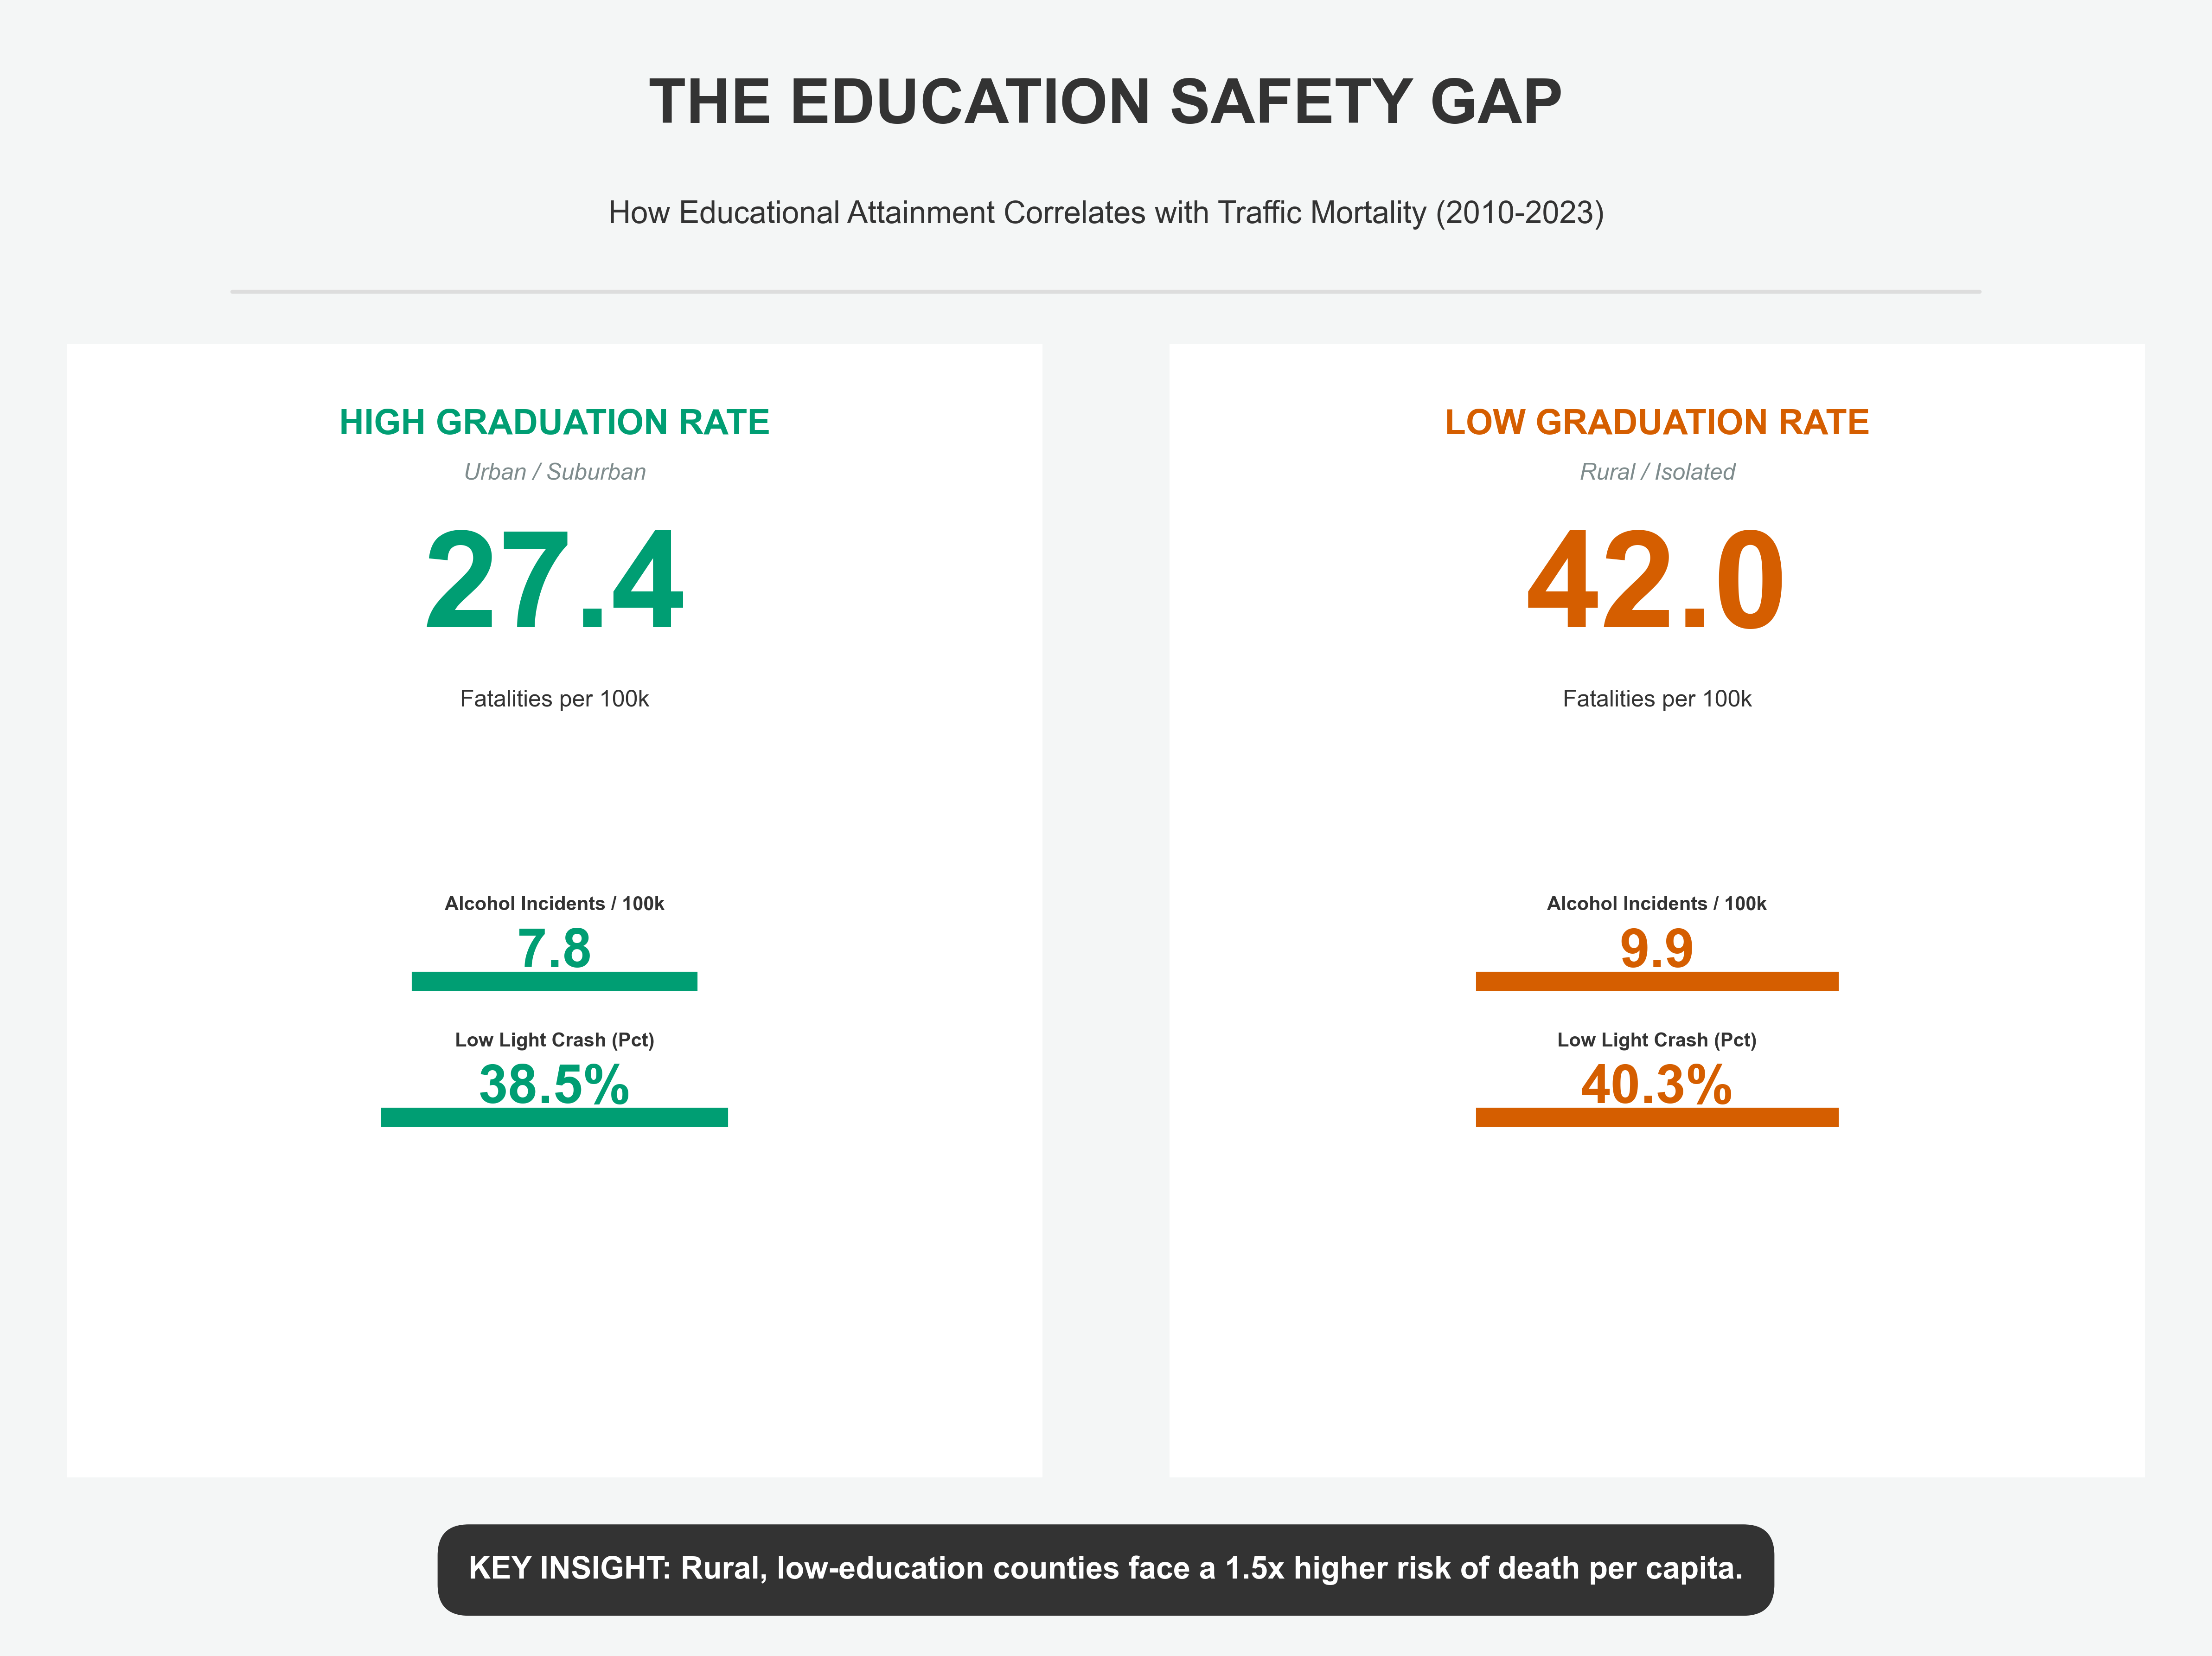 THE EDUCATION SAFETY GAP
How Educational Attainment Correlates with Traffic Mortality (2010-2023)
HIGH GRADUATION RATE
Urban / Suburban
27.4
Fatalities per 100k
Alcohol Incidents / 100k
7.8
Low Light Crash (Pct)
38.5%
LOW GRADUATION RATE
Rural / Isolated
42.0
Fatalities per 100k
Alcohol Incidents / 100k
9.9
Low Light Crash (Pct)
40.3%
KEY INSIGHT: Rural, low-education counties face a 1.5x higher risk of death per capita.